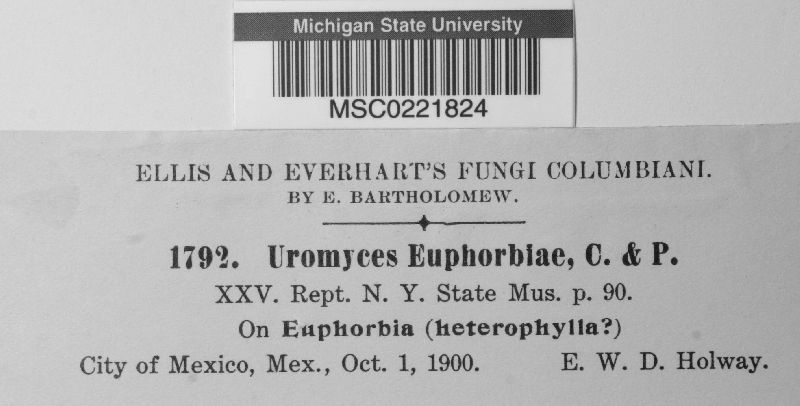 Michigan State University
MSC0221824
ELLIS AND EVERHART'S FUNGI COLUMBIANI.
BY E. BARTHOLOMEW.
1792. Uromyces Euphorbiae, C. & P.
XXV. Rept. N. Y. State Mus. p. 90.
On Euphorbia (heterophylla?)
City of Mexico, Mex., Oct. 1, 1900. E. W. D. Holway.